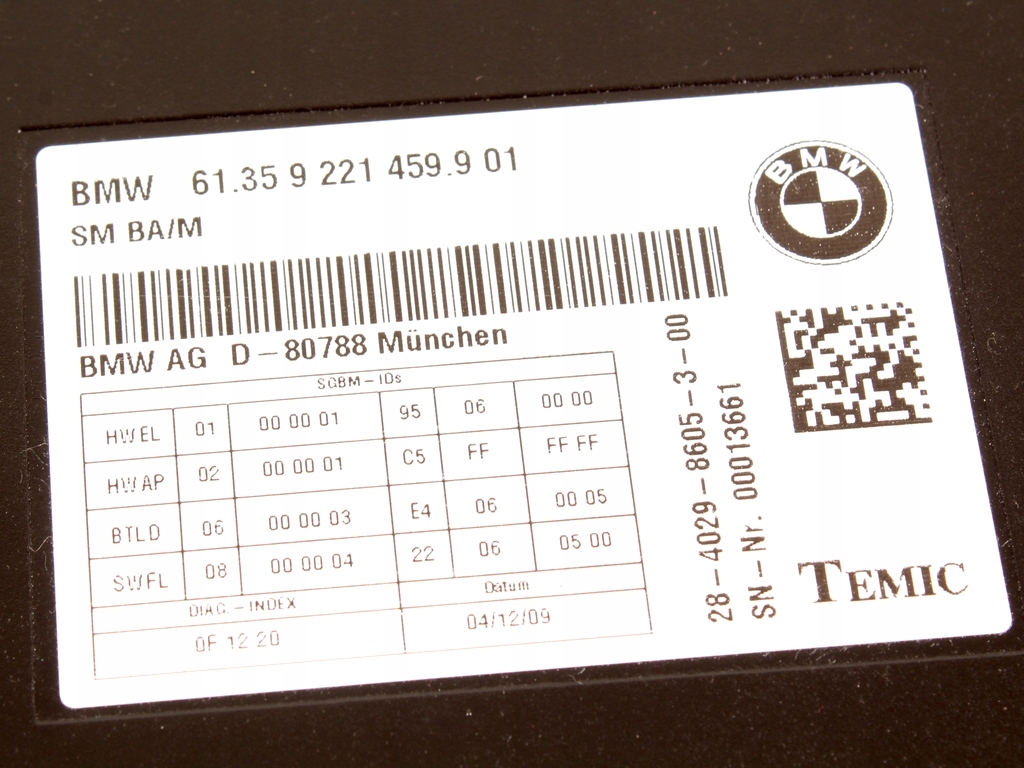 BMW 61.35 9 221 459.9 01
SM BA/M
BMW
BMW AG D-80788 München
SGBM-IDs
HWEL 01 00 00 01 95 06 00 00
HWAP 02 00 00 01 C5 FF FF FF
BTLD 06 00 00 03 E4 06 00 05
SWFL 08 00 00 04 22 06 05 00
DIAG.-INDEX Datum
0F 12 20 04/12/09
28-4029-8605-3-00
SN-Nr. 00013661
TEMIC